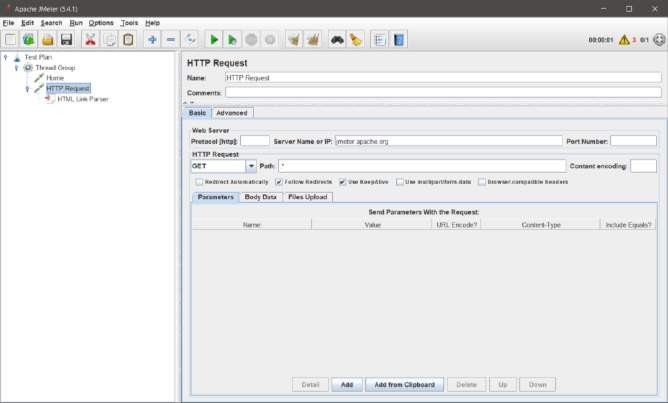 Apache JMeter (5.4.1)
File Edit Search Run Options Tools Help
00:00:01 3 0/1
Test Plan
Thread Group
Home
HTTP Request
HTML Link Parser
HTTP Request
Name: HTTP Request
Comments:
Basic Advanced
Web Server
Protocol [http]: Server Name or IP: jmeter.apache.org Port Number:
HTTP Request
GET Path: .* Content encoding:
Redirect Automatically Follow Redirects Use KeepAlive Use multipart/form-data Browser-compatible headers
Parameters Body Data Files Upload
Send Parameters With the Request:
Name: Value URL Encode? Content-Type Include Equals?
Detail Add Add from Clipboard Delete Up Down